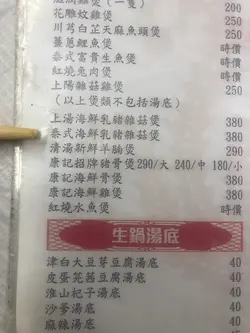 花雕蚊雞煲 200
川芎白芷天麻魚頭煲 250
薑蔥鯉魚煲 時價
泰式富貴生魚煲 時價
紅燒兔肉煲 時價
上陽雜菇雞煲 250
(以上煲類不包括湯底)
上湯海鮮乳豬雜菇煲 380
泰式海鮮乳豬雜菇煲 380
清湯新鮮羊腩煲 時價
康記招牌豬骨煲 290/大 240/中 180/小
康記海鮮骨煲 380
康記海鮮雞煲 380
紅燒水魚煲 時價
生鍋湯底
津白大豆芽豆腐湯底 40
皮蛋芫茜豆腐湯底 40
淮山杞子湯底 40
沙爹湯底 40
麻辣湯底 40